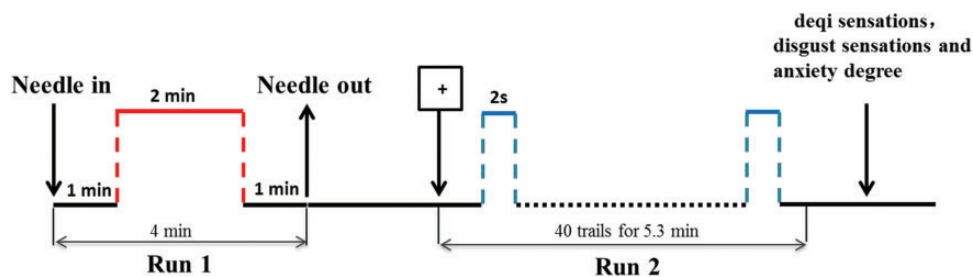 deqi sensations,
disgust sensations and
anxiety degree
Needle in
2 min
Needle out
+
2s
1 min
1 min
4 min
40 trails for 5.3 min
Run 1
Run 2